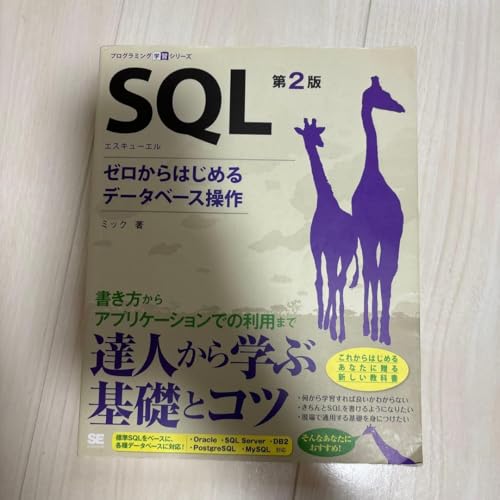 プログラミング学習シリーズ
SQL 第2版
エスキューエル
ゼロからはじめる
データベース操作
ミック 著
書き方から
アプリケーションでの利用まで
達人から学ぶ
基礎とコツ
これからはじめる
あなたに贈る
新しい教科書
・何から学習すれば良いかわからない
・きちんとSQLを書けるようになりたい
・現場で通用する基礎を身につけたい
そんなあなたに
おすすめ!
SE
SHOEISHA
標準SQLをベースに、
各種データベースに対応!
・Oracle ・SQL Server ・DB2
・PostgreSQL ・MySQL 対応